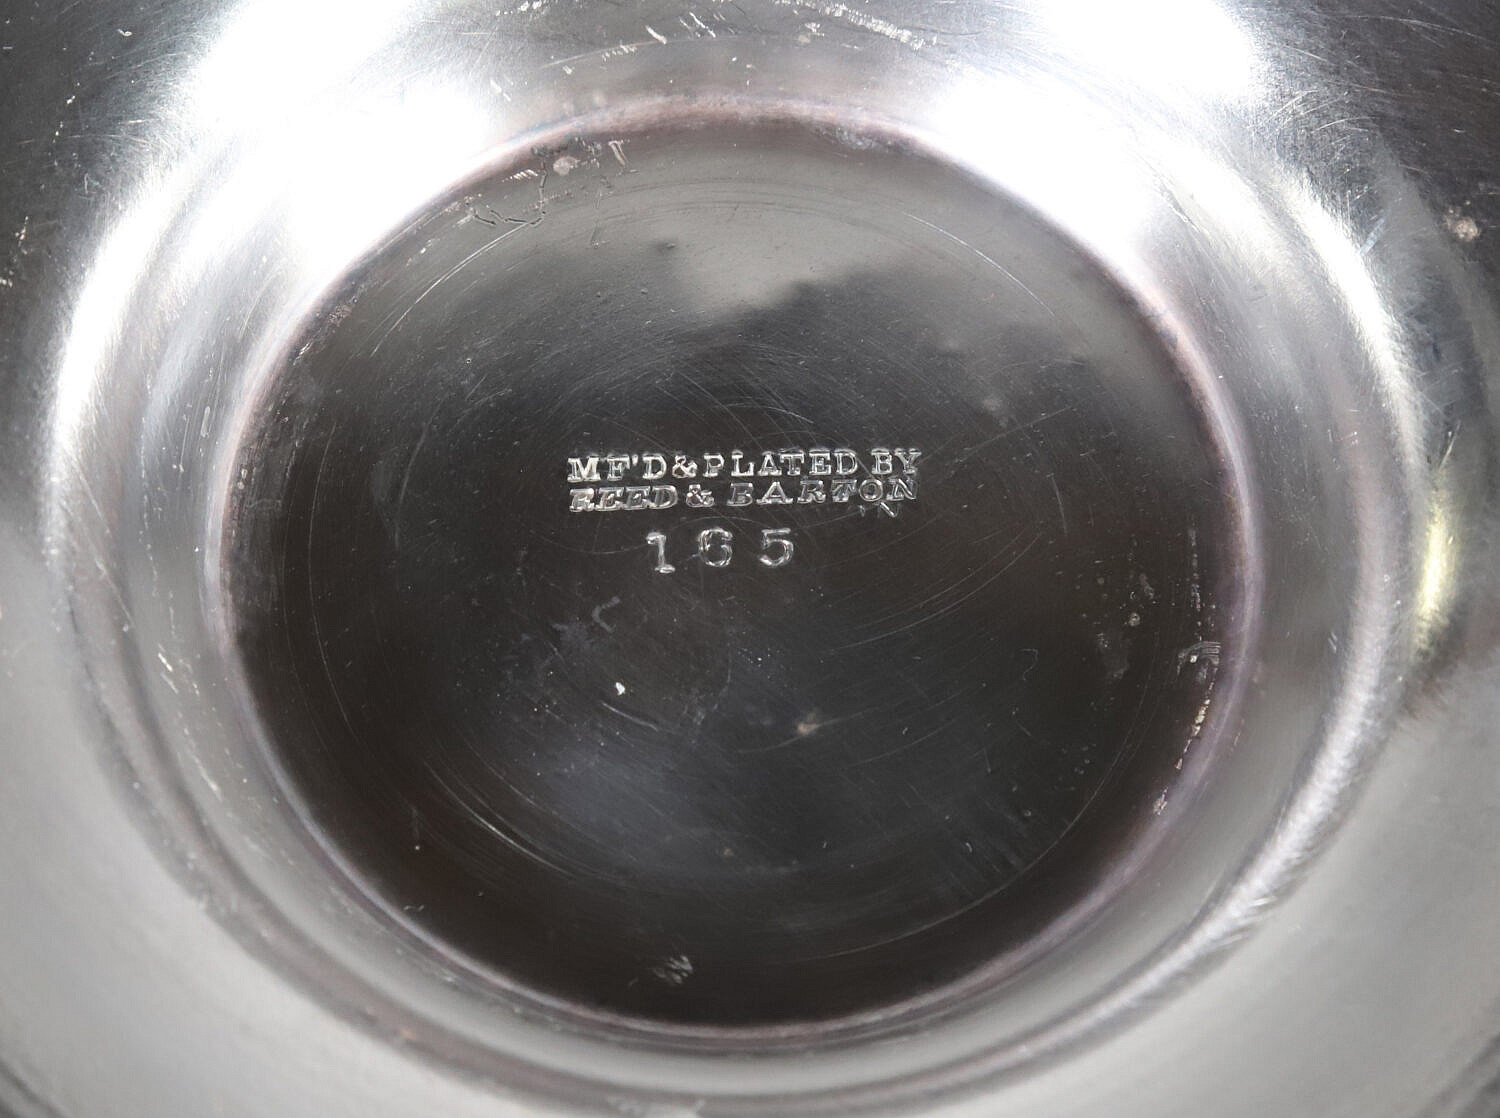 MF'D & PLATED BY
REED & BARTON
165